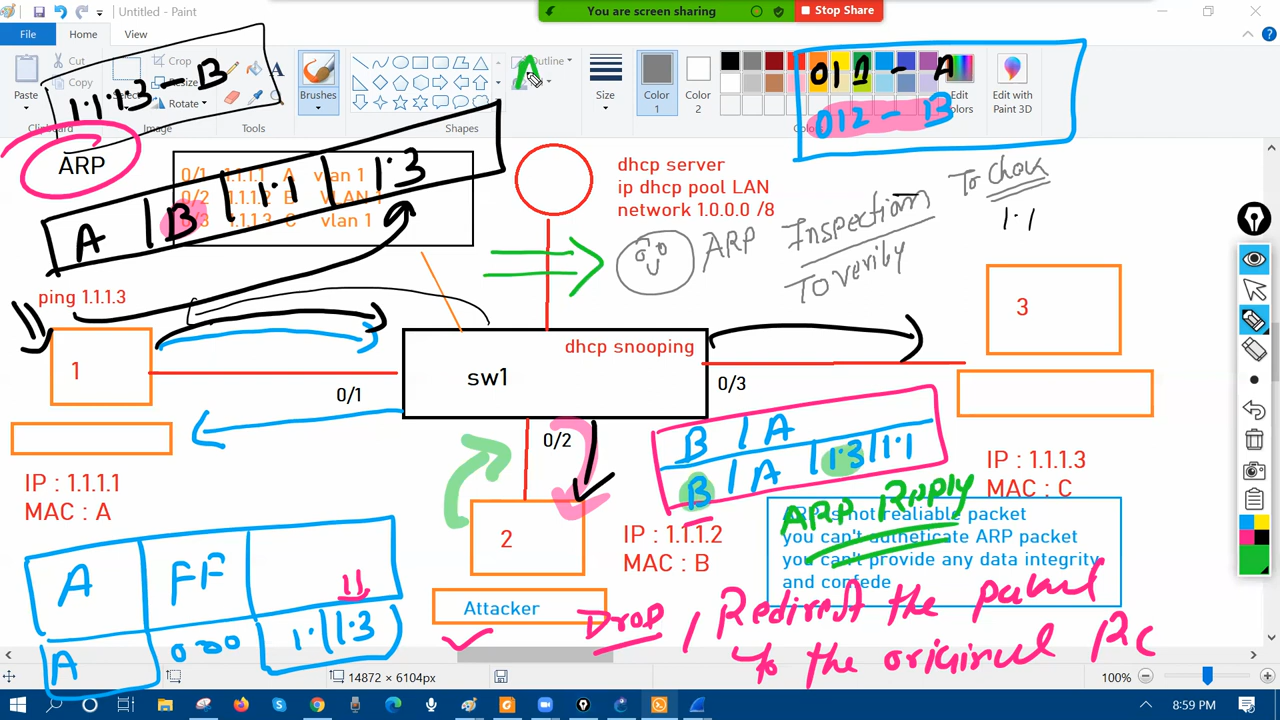 Untitled - Paint
You are screen sharing
Stop Share
File
Home
View
Paste
Cut
Copy
Clipboard
Select
Crop
Resize
Rotate
Image
Tools
Brushes
Shapes
Outline
Size
Color 1
Color 2
Edit colors
Edit with Paint 3D
1.1.1.3 - B
A
011 - A
012 - B
ARP
0/1 1.1.1.1 A vlan 1
0/2 1.1.1.2 B VLAN 1
0/3 1.1.1.3 C vlan 1
A | B | 1.1 | 1.3
dhcp server
ip dhcp pool LAN
network 1.0.0.0 /8
ARP Inspection
To verify
To Check
1.1
ping 1.1.1.3
1
0/1
dhcp snooping
sw1
0/3
3
0/2
B / A
B / A | 1.3 | 1.1
IP : 1.1.1.1
MAC : A
IP : 1.1.1.3
MAC : C
2
IP : 1.1.1.2
MAC : B
ARP Reply
ARP is not realiable packet
you can't autheticate ARP packet
you can't provide any data integrity
and confede
Attacker
A FF
A 000 1.1 1.3
Drop / Redirect the packet
to the original PC
14872 × 6104px
100%
8:59 PM